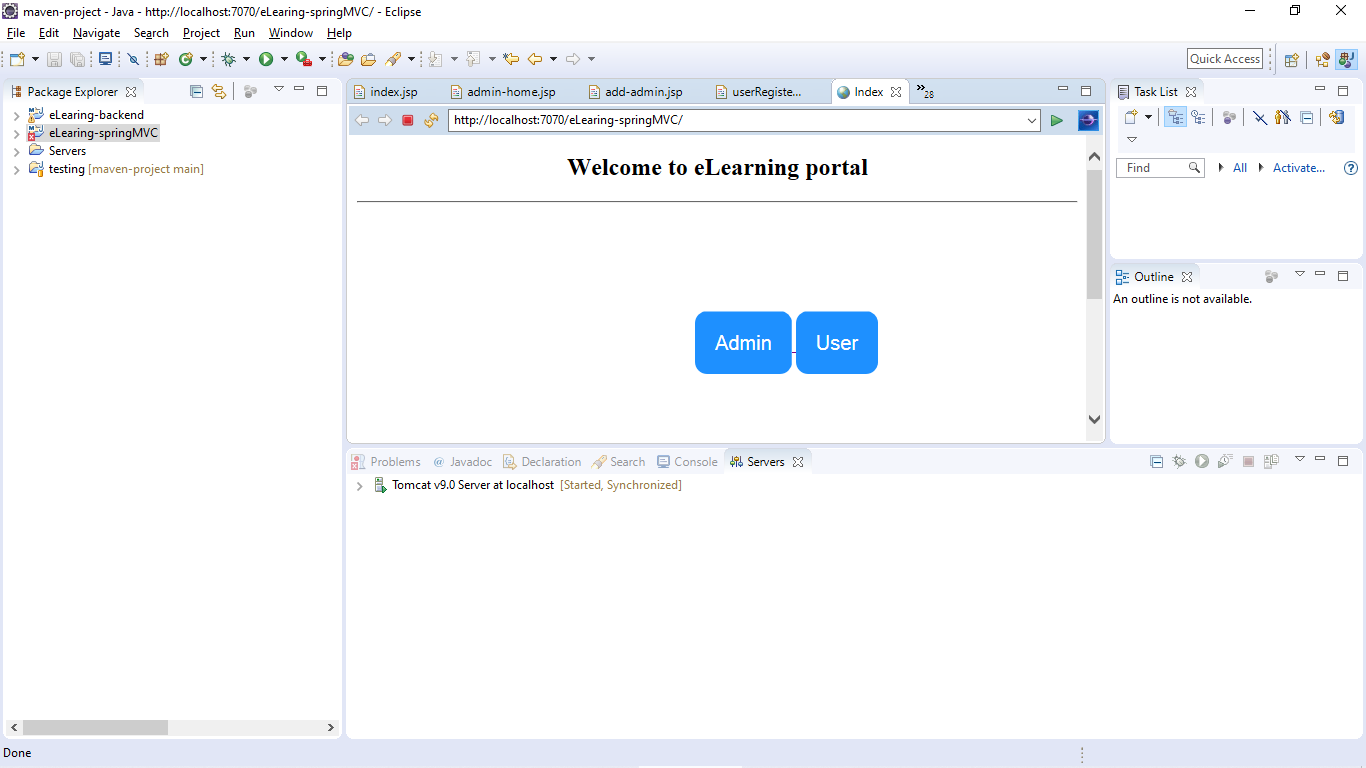 maven-project - Java - http://localhost:7070/eLearing-springMVC/ - Eclipse
File Edit Navigate Search Project Run Window Help
Quick Access
Package Explorer
eLearing-backend
eLearing-springMVC
Servers
testing [maven-project main]
index.jsp admin-home.jsp add-admin.jsp userRegiste... Index »28
http://localhost:7070/eLearing-springMVC/
Welcome to eLearning portal
Admin User
Task List
Find All Activate...
Outline
An outline is not available.
Problems @ Javadoc Declaration Search Console Servers
Tomcat v9.0 Server at localhost [Started, Synchronized]
Done